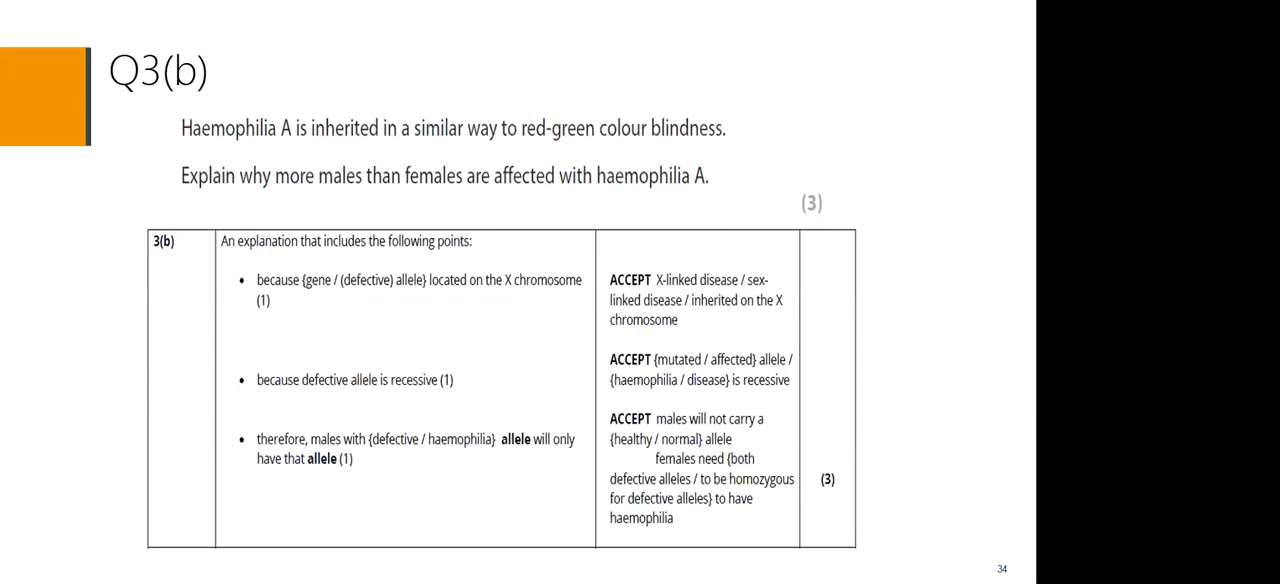 Q3(b)
Haemophilia A is inherited in a similar way to red-green colour blindness.
Explain why more males than females are affected with haemophilia A.
(3)
3(b)
An explanation that includes the following points:
• because {gene / (defective) allele} located on the X chromosome
(1)
ACCEPT X-linked disease / sex-
linked disease / inherited on the X
chromosome
• because defective allele is recessive (1)
ACCEPT {mutated / affected} allele /
{haemophilia / disease} is recessive
• therefore, males with {defective / haemophilia} allele will only
have that allele (1)
ACCEPT males will not carry a
{healthy / normal} allele
females need {both
defective alleles / to be homozygous
for defective alleles} to have
haemophilia
(3)
34